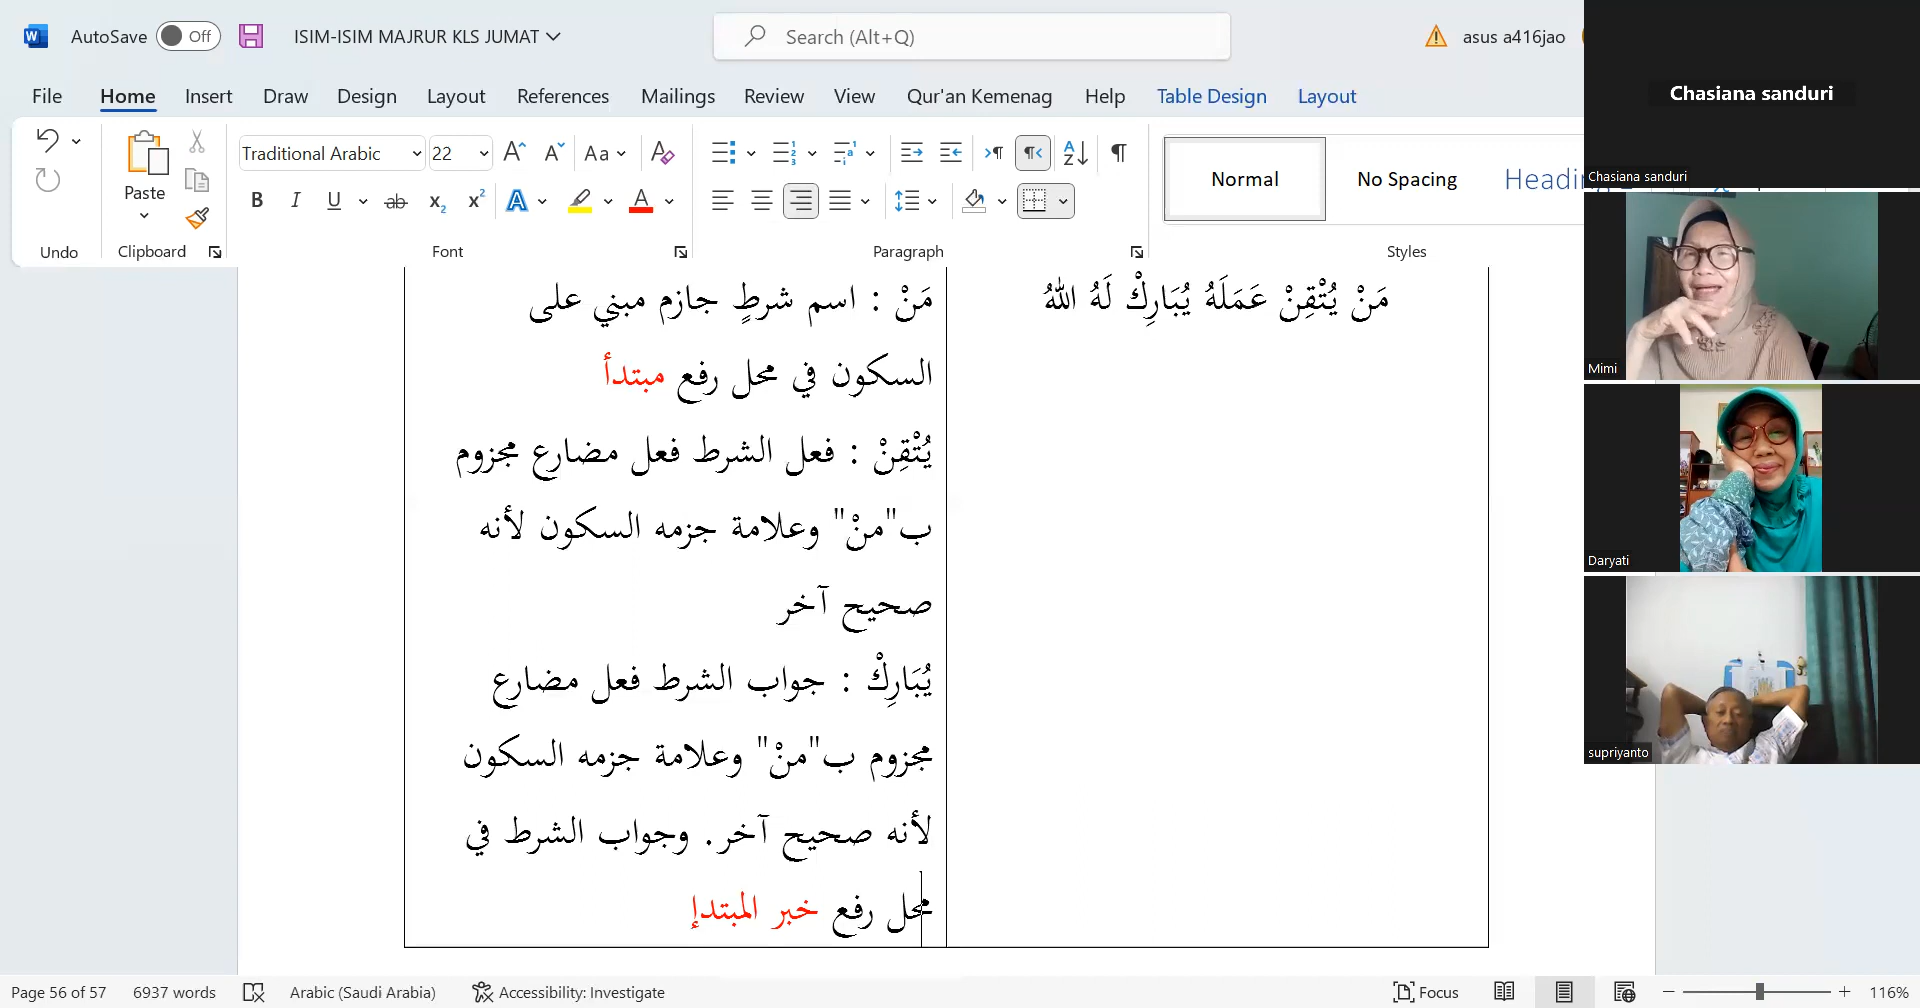 AutoSave Off ISIM-ISIM MAJRUR KLS JUMAT Search (Alt+Q) asus a416jao
File Home Insert Draw Design Layout References Mailings Review View Qur'an Kemenag Help Table Design Layout
Traditional Arabic 22 Aa
Paste
B I U ab x₂ x² A A
Normal No Spacing Heading
Undo Clipboard Font Paragraph Styles
مَنْ يُتْقِنْ عَمَلَهُ يُبَارِكْ لَهُ اللهُ
مَنْ : اسم شرطٍ جازم مبني على
السكون في محل رفع مبتدأ
يُتْقِنْ : فعل الشرط فعل مضارع مجزوم
ب"منْ" وعلامة جزمه السكون لأنه
صحيح آخر
يُبَارِكْ : جواب الشرط فعل مضارع
مجزوم ب"منْ" وعلامة جزمه السكون
لأنه صحيح آخر. وجواب الشرط في
محل رفع خبر المبتدإ
Chasiana sanduri
Chasiana sanduri
Mimi
Daryati
supriyanto
Page 56 of 57 6937 words Arabic (Saudi Arabia) Accessibility: Investigate Focus 116%